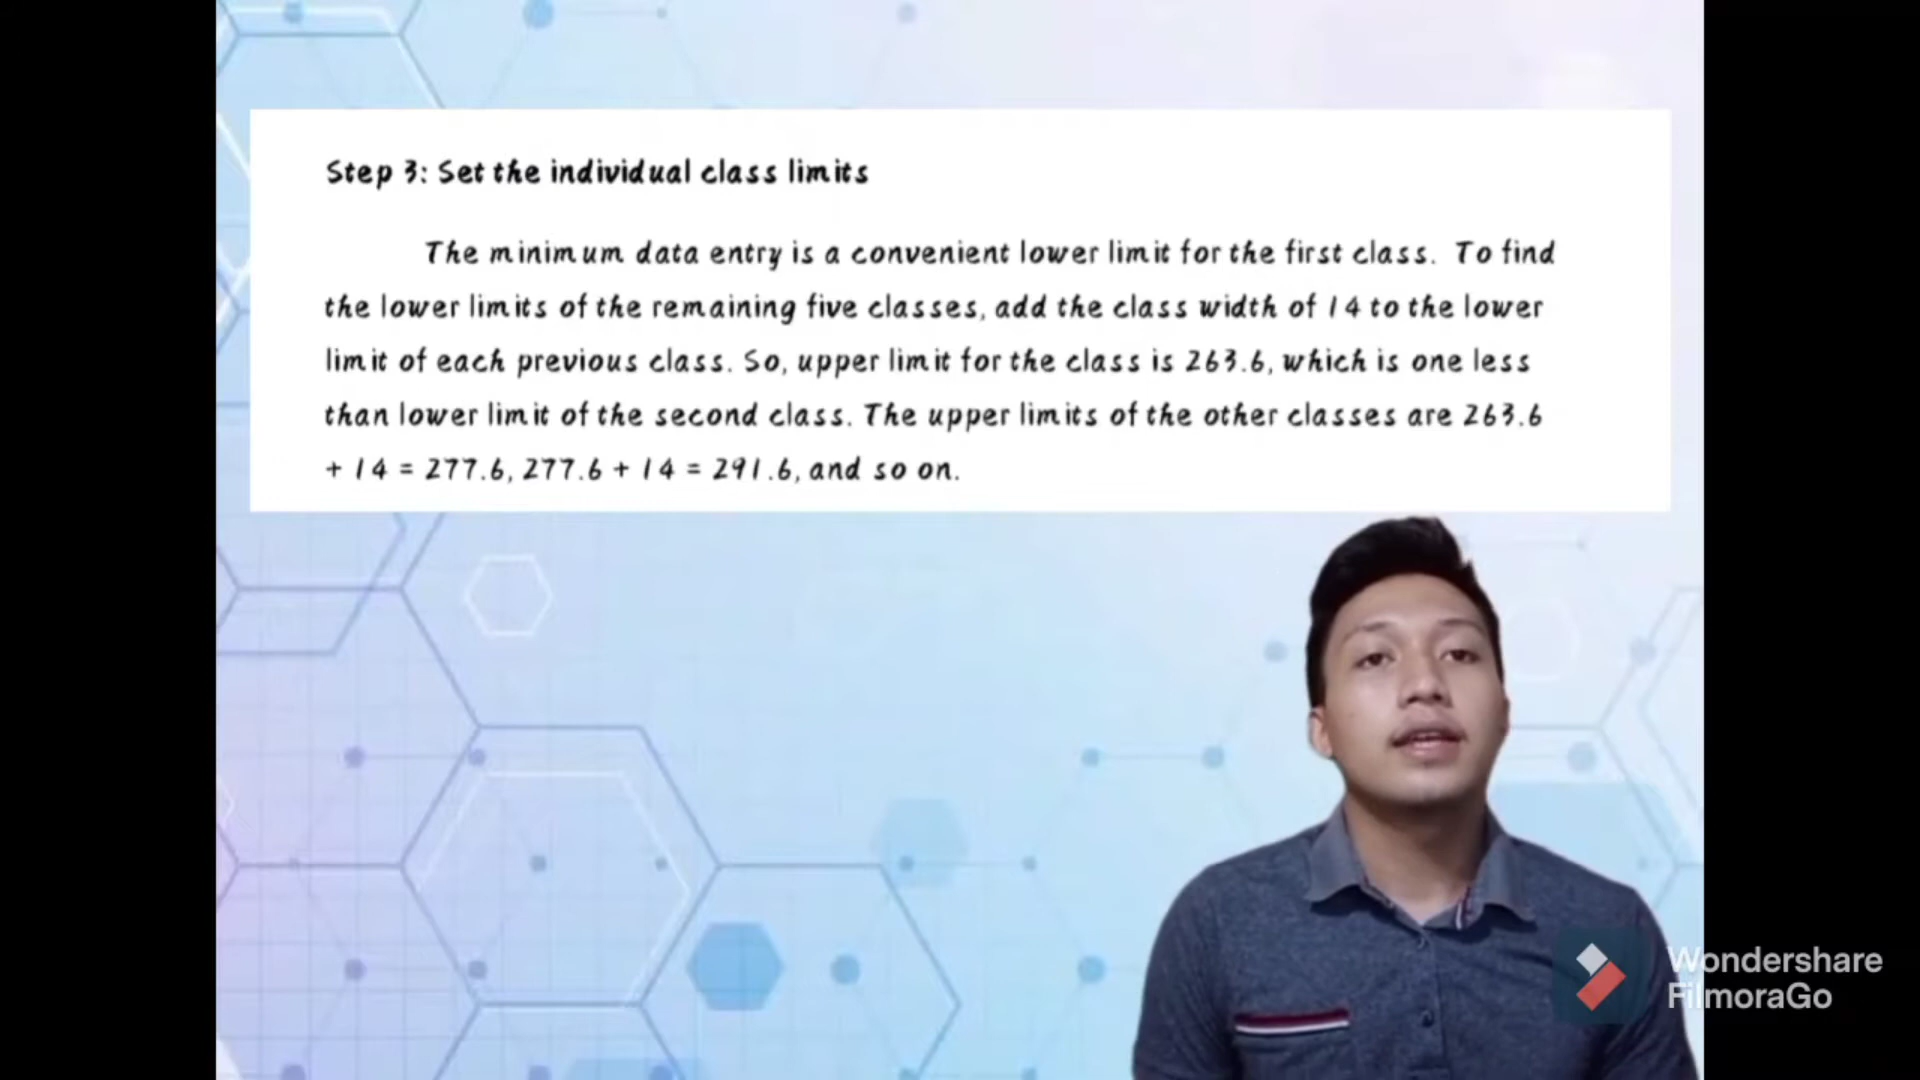 Step 3: Set the individual class limits
The minimum data entry is a convenient lower limit for the first class. To find
the lower limits of the remaining five classes, add the class width of 14 to the lower
limit of each previous class. So, upper limit for the class is 263.6, which is one less
than lower limit of the second class. The upper limits of the other classes are 263.6
+ 14 = 277.6, 277.6 + 14 = 291.6, and so on.
Wondershare
FilmoraGo